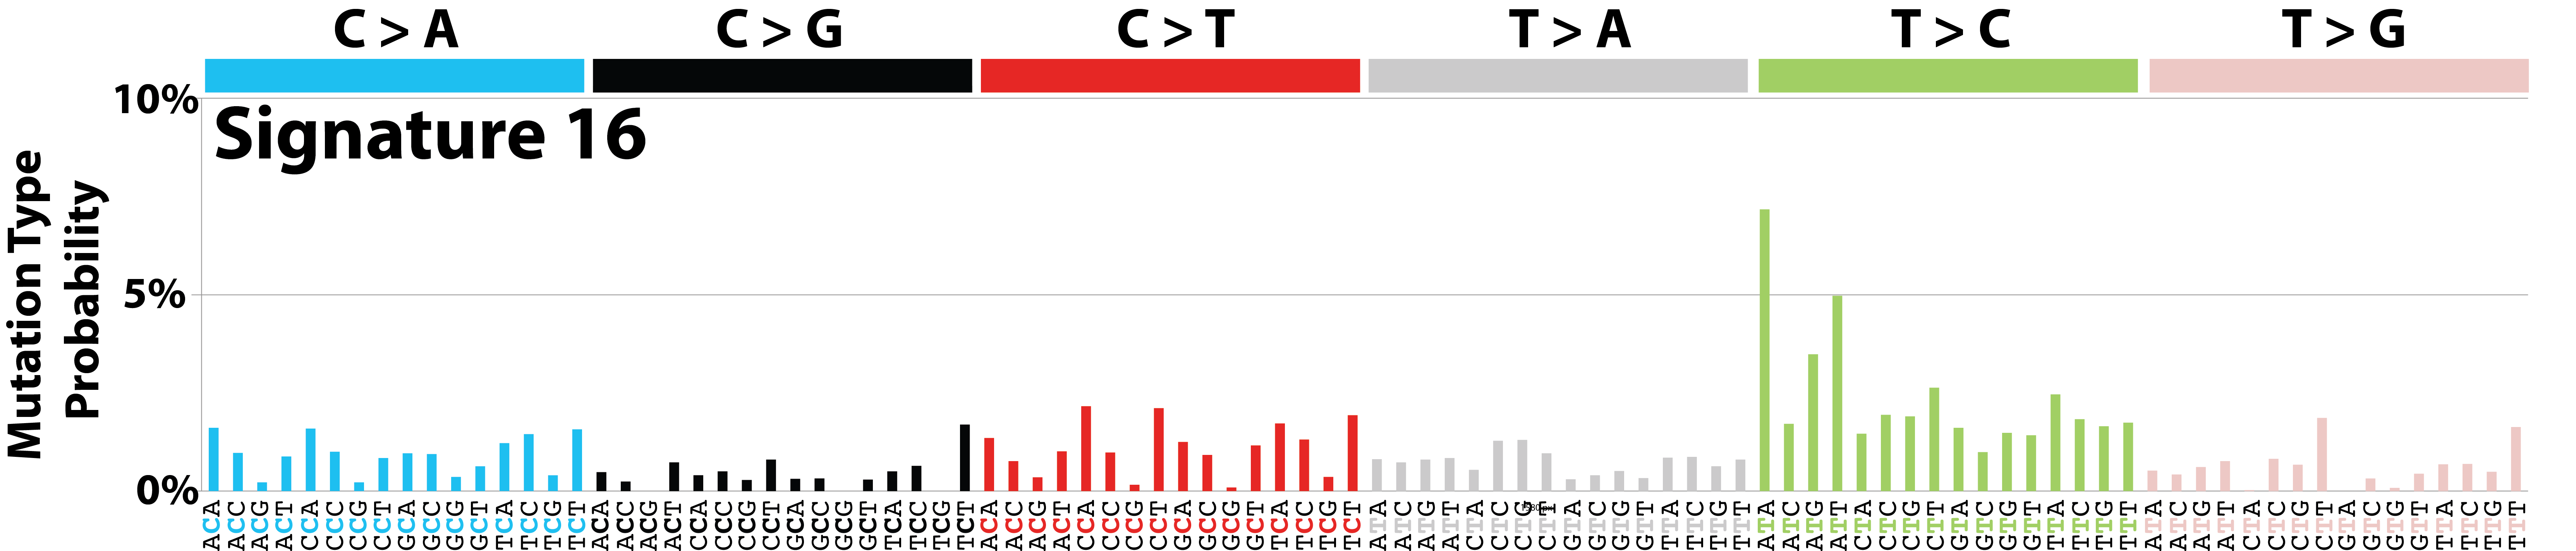 C > A C > G C > T T > A T > C T > G
10%
Signature 16
5%
0%
Mutation Type
Probability
ACA ACC ACG ACT CCA CCC CCG CCT GCA GCC GCG GCT TCA TCC TCG TCT ACA ACC ACG ACT CCA CCC CCG CCT GCA GCC GCG GCT TCA TCC TCG TCT ACA ACC ACG ACT CCA CCC CCG CCT GCA GCC GCG GCT TCA TCC TCG TCT ATA ATC ATG ATT CTA CTC CTG CTT GTA GTC GTG GTT TTA TTC TTG TTT ATA ATC ATG ATT CTA CTC CTG CTT GTA GTC GTG GTT TTA TTC TTG TTT ATA ATC ATG ATT CTA CTC CTG CTT GTA GTC GTG GTT TTA TTC TTG TTT